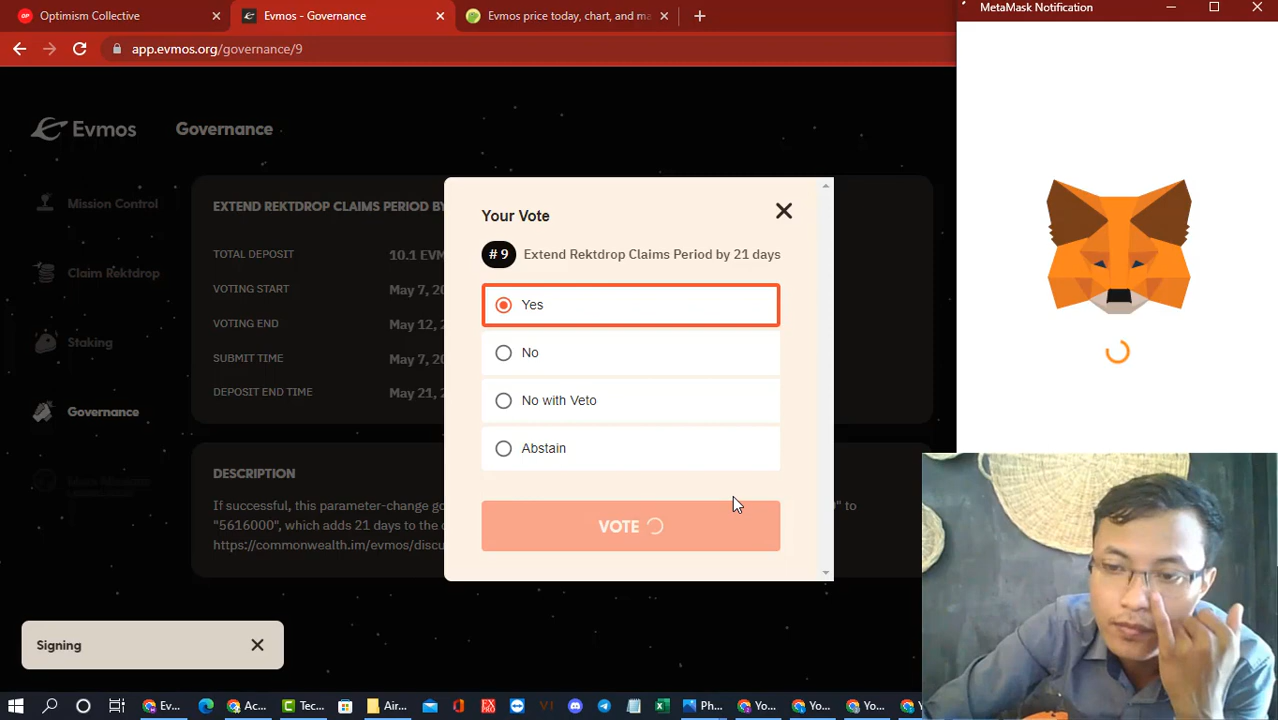 Optimism Collective
Evmos - Governance
Evmos price today, chart, and ma
MetaMask Notification
app.evmos.org/governance/9
Evmos
Governance
Mission Control
Claim Rektdrop
Staking
Governance
EXTEND REKTDROP CLAIMS PERIOD BY
TOTAL DEPOSIT
10.1 EVM
VOTING START
May 7, 20
VOTING END
May 12, 2
SUBMIT TIME
May 7, 20
DEPOSIT END TIME
May 21, 2
DESCRIPTION
If successful, this parameter-change go
0" to
"5616000", which adds 21 days to the c
https://commonwealth.im/evmos/discu
Your Vote
# 9
Extend Rektdrop Claims Period by 21 days
Yes
No
No with Veto
Abstain
VOTE
Signing
Ev...
Ac...
Tec...
Air...
Ph...
Yo...
Yo...
Yo...